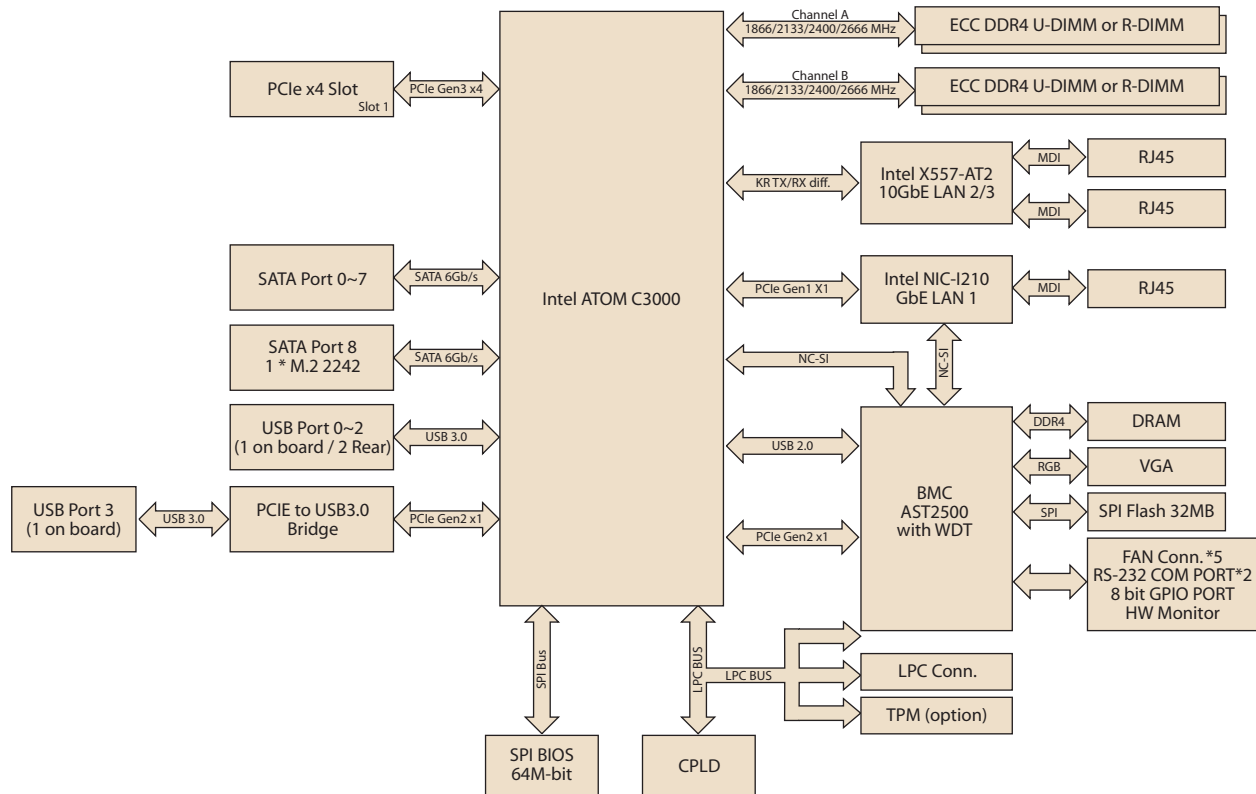 Channel A
1866/2133/2400/2666 MHz
ECC DDR4 U-DIMM or R-DIMM
Channel B
1866/2133/2400/2666 MHz
ECC DDR4 U-DIMM or R-DIMM
PCIe x4 Slot
Slot 1
PCIe Gen3 x4
KR TX/RX diff.
Intel X557-AT2
10GbE LAN 2/3
MDI
RJ45
MDI
RJ45
SATA Port 0~7
SATA 6Gb/s
Intel ATOM C3000
PCIe Gen1 X1
Intel NIC-I210
GbE LAN 1
MDI
RJ45
SATA Port 8
1 * M.2 2242
SATA 6Gb/s
NC-SI
NC-SI
USB Port 0~2
(1 on board / 2 Rear)
USB 3.0
USB 2.0
BMC
AST2500
with WDT
DDR4
DRAM
RGB
VGA
SPI
SPI Flash 32MB
USB Port 3
(1 on board)
USB 3.0
PCIE to USB3.0
Bridge
PCIe Gen2 x1
PCIe Gen2 x1
FAN Conn. *5
RS-232 COM PORT*2
8 bit GPIO PORT
HW Monitor
SPI Bus
LPC BUS
LPC BUS
LPC Conn.
TPM (option)
SPI BIOS
64M-bit
CPLD